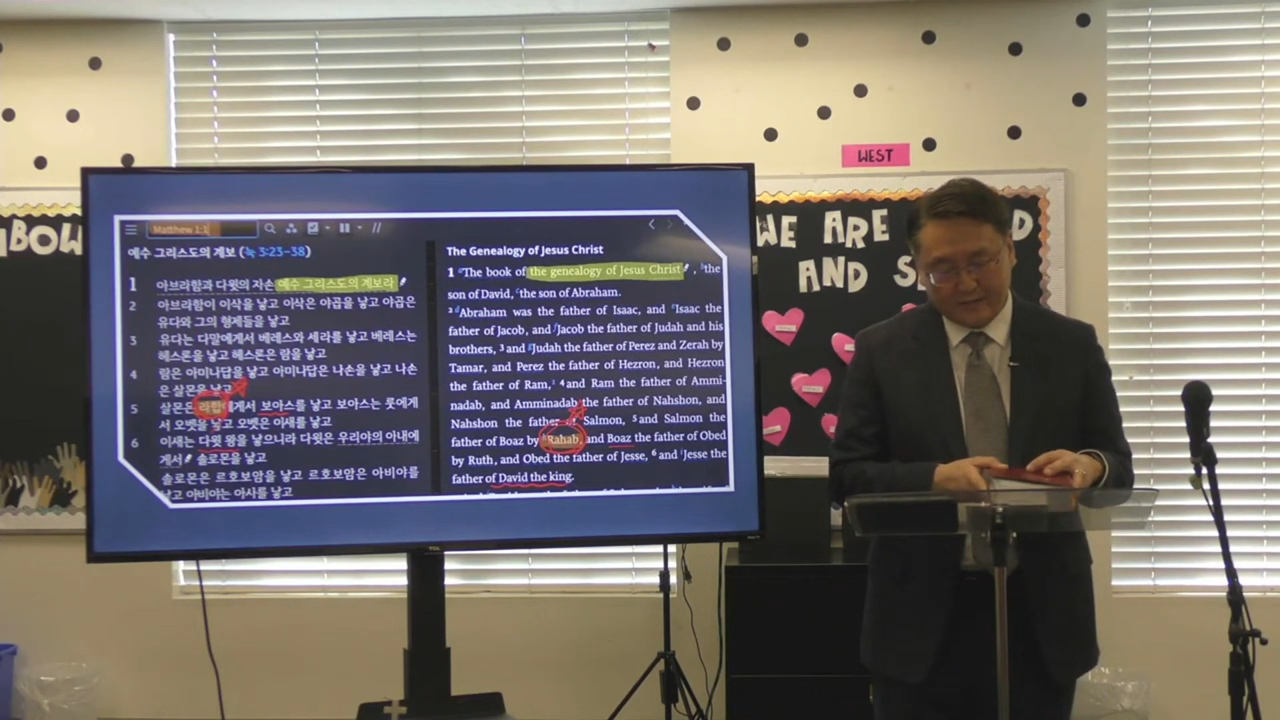 WEST
BOW
WE ARE
AND S
Matthew 1:1
예수 그리스도의 계보 (눅 3:23-38)
1 아브라함과 다윗의 자손 예수 그리스도의 계보라
2 아브라함이 이삭을 낳고 이삭은 야곱을 낳고 야곱은
유다와 그의 형제들을 낳고
3 유다는 다말에게서 베레스와 세라를 낳고 베레스는
헤스론을 낳고 헤스론은 람을 낳고
4 람은 아미나답을 낳고 아미나답은 나손을 낳고 나손
은 살몬을 낳고
5 살몬은 라합에게서 보아스를 낳고 보아스는 룻에게
서 오벳을 낳고 오벳은 이새를 낳고
6 이새는 다윗 왕을 낳으니라 다윗은 우리야의 아내에
게서 솔로몬을 낳고
솔로몬은 르호보암을 낳고 르호보암은 아비야를
낳고 아비야는 아사를 낳고
The Genealogy of Jesus Christ
1 The book of the genealogy of Jesus Christ, the
son of David, the son of Abraham.
2 Abraham was the father of Isaac, and Isaac the
father of Jacob, and Jacob the father of Judah and his
brothers, 3 and Judah the father of Perez and Zerah by
Tamar, and Perez the father of Hezron, and Hezron
the father of Ram, 4 and Ram the father of Ammi-
nadab, and Amminadab the father of Nahshon, and
Nahshon the father of Salmon, 5 and Salmon the
father of Boaz by Rahab, and Boaz the father of Obed
by Ruth, and Obed the father of Jesse, 6 and Jesse the
father of David the king.
TCL